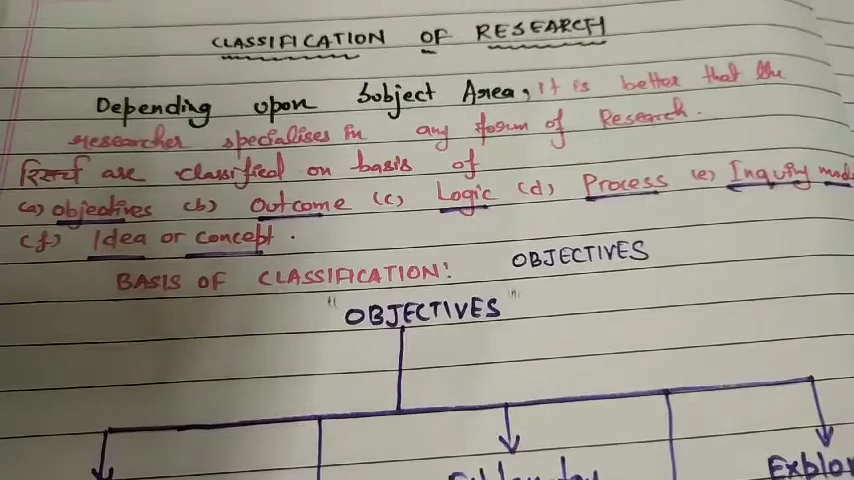 CLASSIFICATION OF RESEARCH
Depending upon Subject Area, it is better that the
researcher specialises in any form of Research.
रिसर्च are classified on basis of
(a) objectives (b) Outcome (c) Logic (d) Process (e) Inquiry mode
(f) Idea or concept.
BASIS OF CLASSIFICATION: OBJECTIVES
"OBJECTIVES"